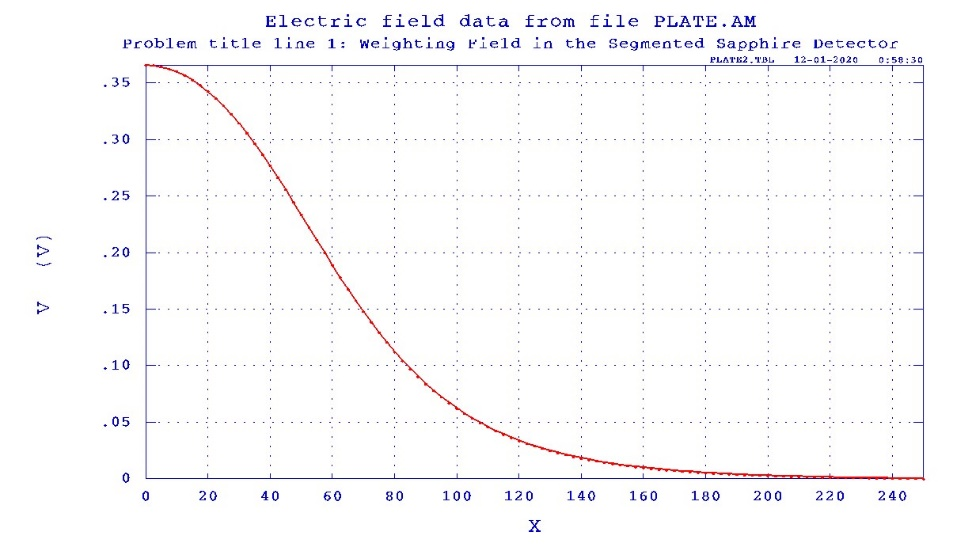 Electric field data from file PLATE.AM
Problem title line 1: Weighting Field in the Segmented Sapphire Detector
PLATE2.TBL 12-01-2020 0:58:30
.35
.30
.25
.20
.15
.10
.05
0
V (V)
0 20 40 60 80 100 120 140 160 180 200 220 240
X